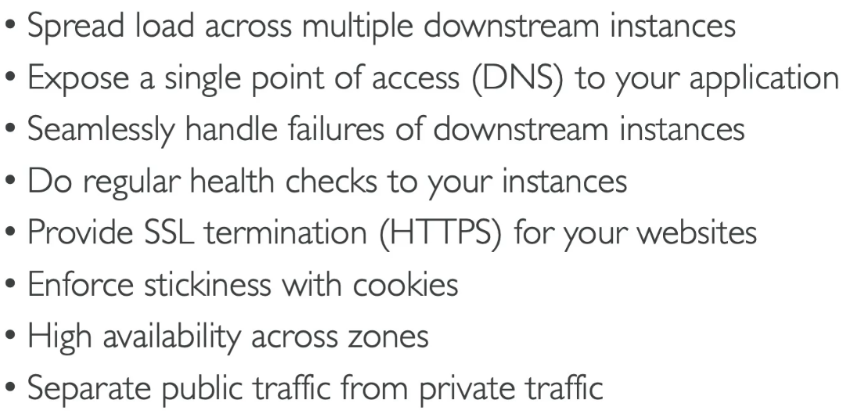 • Spread load across multiple downstream instances
• Expose a single point of access (DNS) to your application
• Seamlessly handle failures of downstream instances
• Do regular health checks to your instances
• Provide SSL termination (HTTPS) for your websites
• Enforce stickiness with cookies
• High availability across zones
• Separate public traffic from private traffic